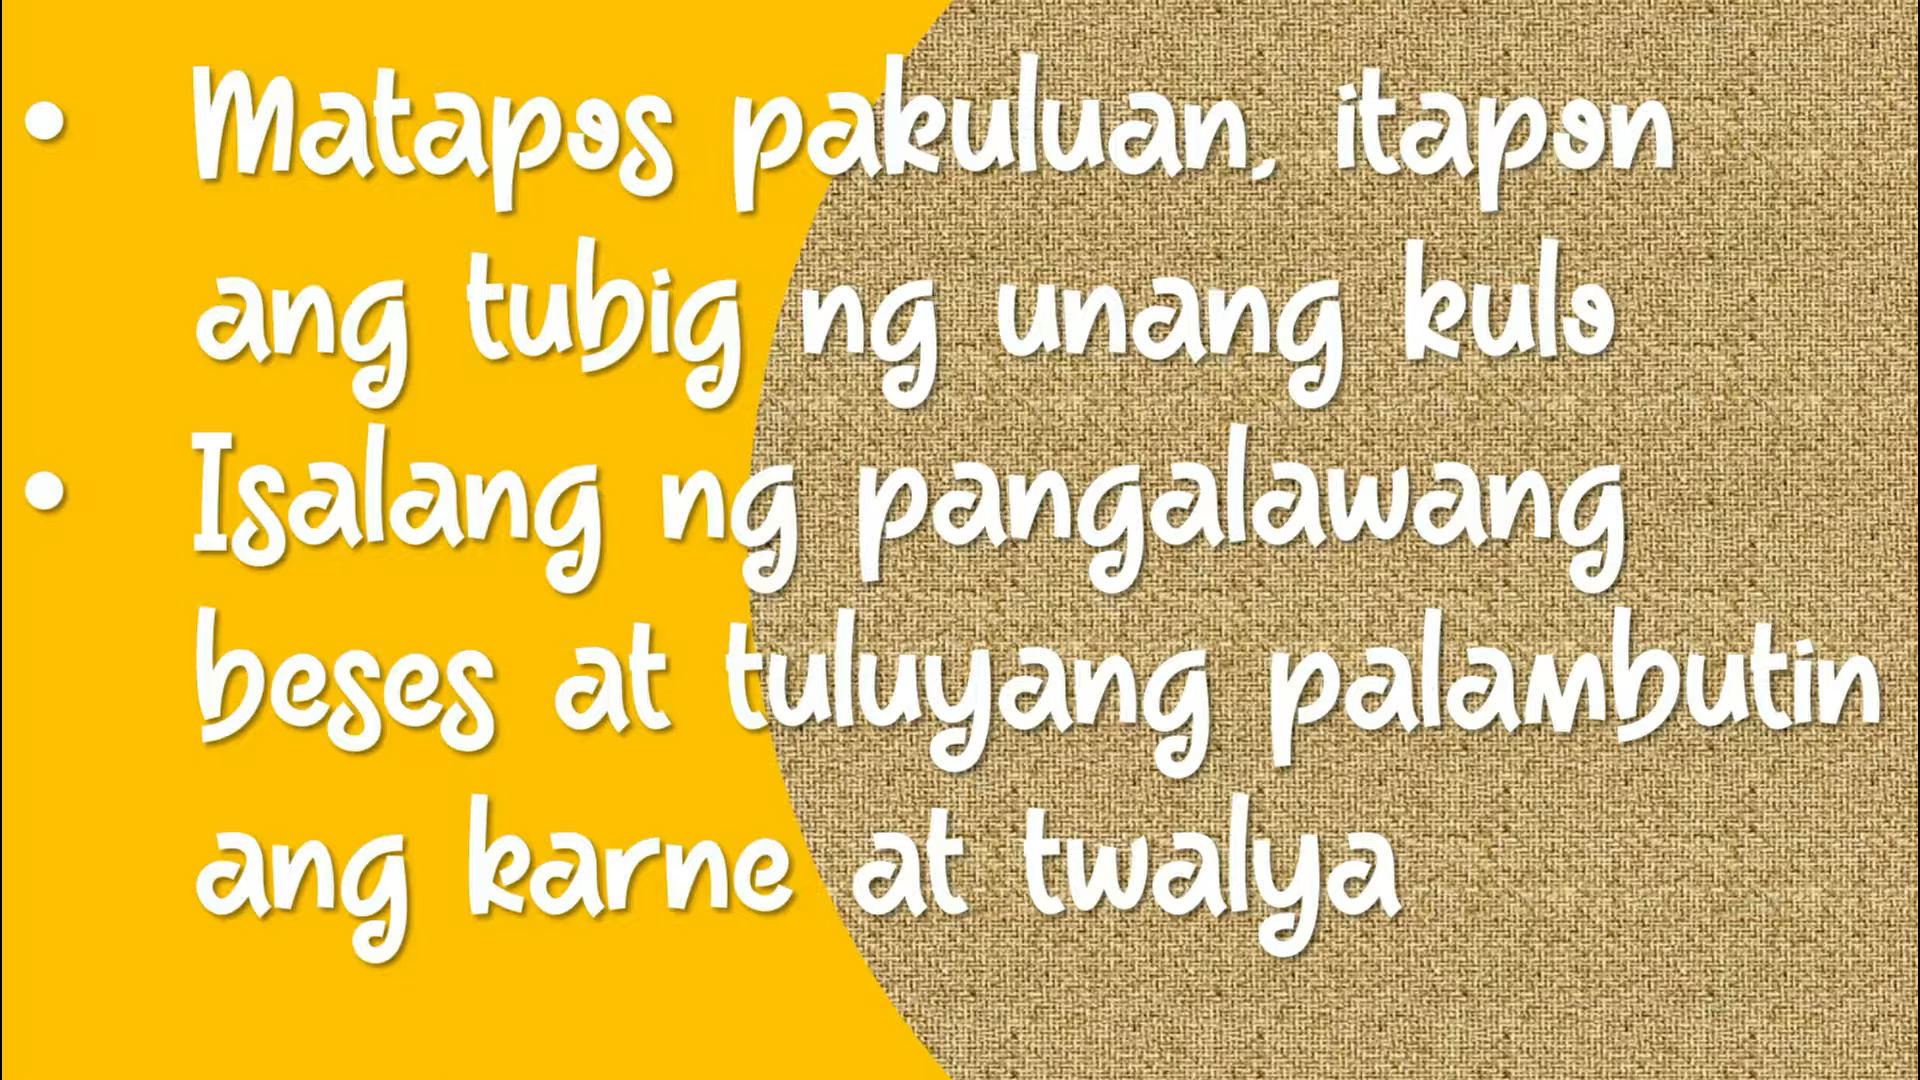 • Matapos pakuluan, itapon
ang tubig ng unang kulo
• Isalang ng pangalawang
beses at tuluyang palambutin
ang karne at twalya